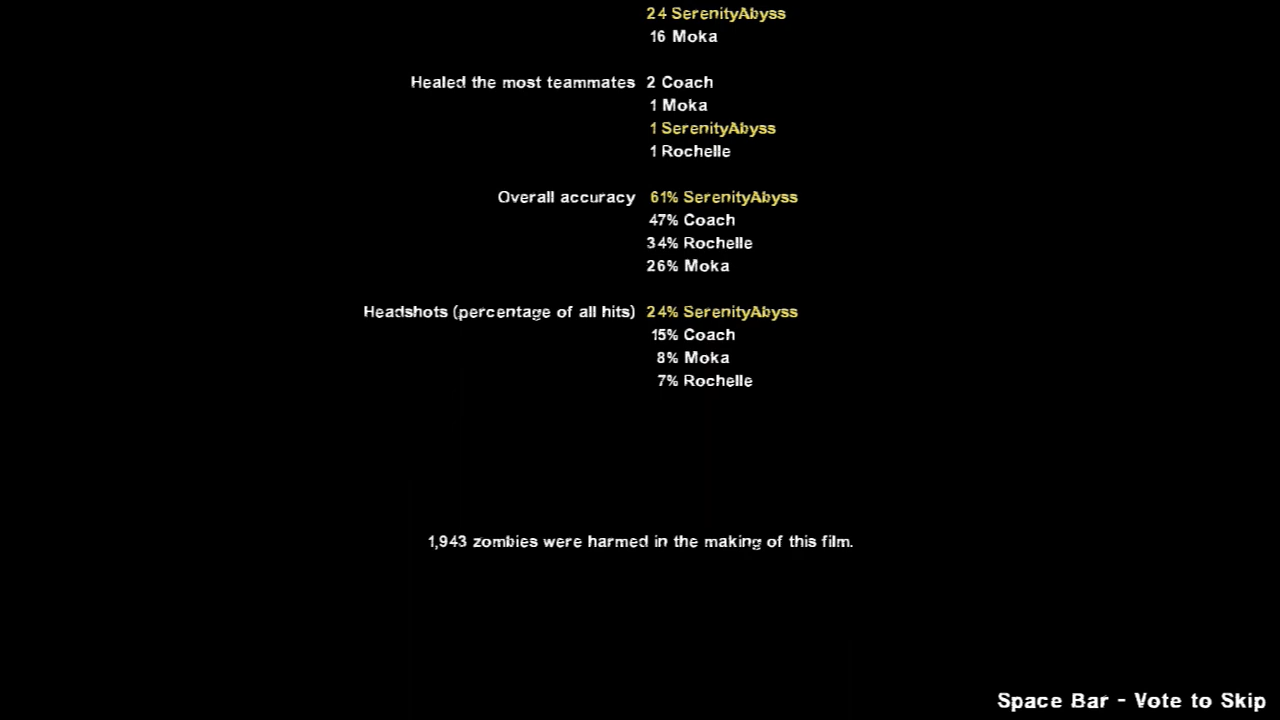 24 SerenityAbyss
16 Moka
Healed the most teammates 2 Coach
1 Moka
1 SerenityAbyss
1 Rochelle
Overall accuracy 61% SerenityAbyss
47% Coach
34% Rochelle
26% Moka
Headshots (percentage of all hits) 24% SerenityAbyss
15% Coach
8% Moka
7% Rochelle
1,943 zombies were harmed in the making of this film.
Space Bar - Vote to Skip